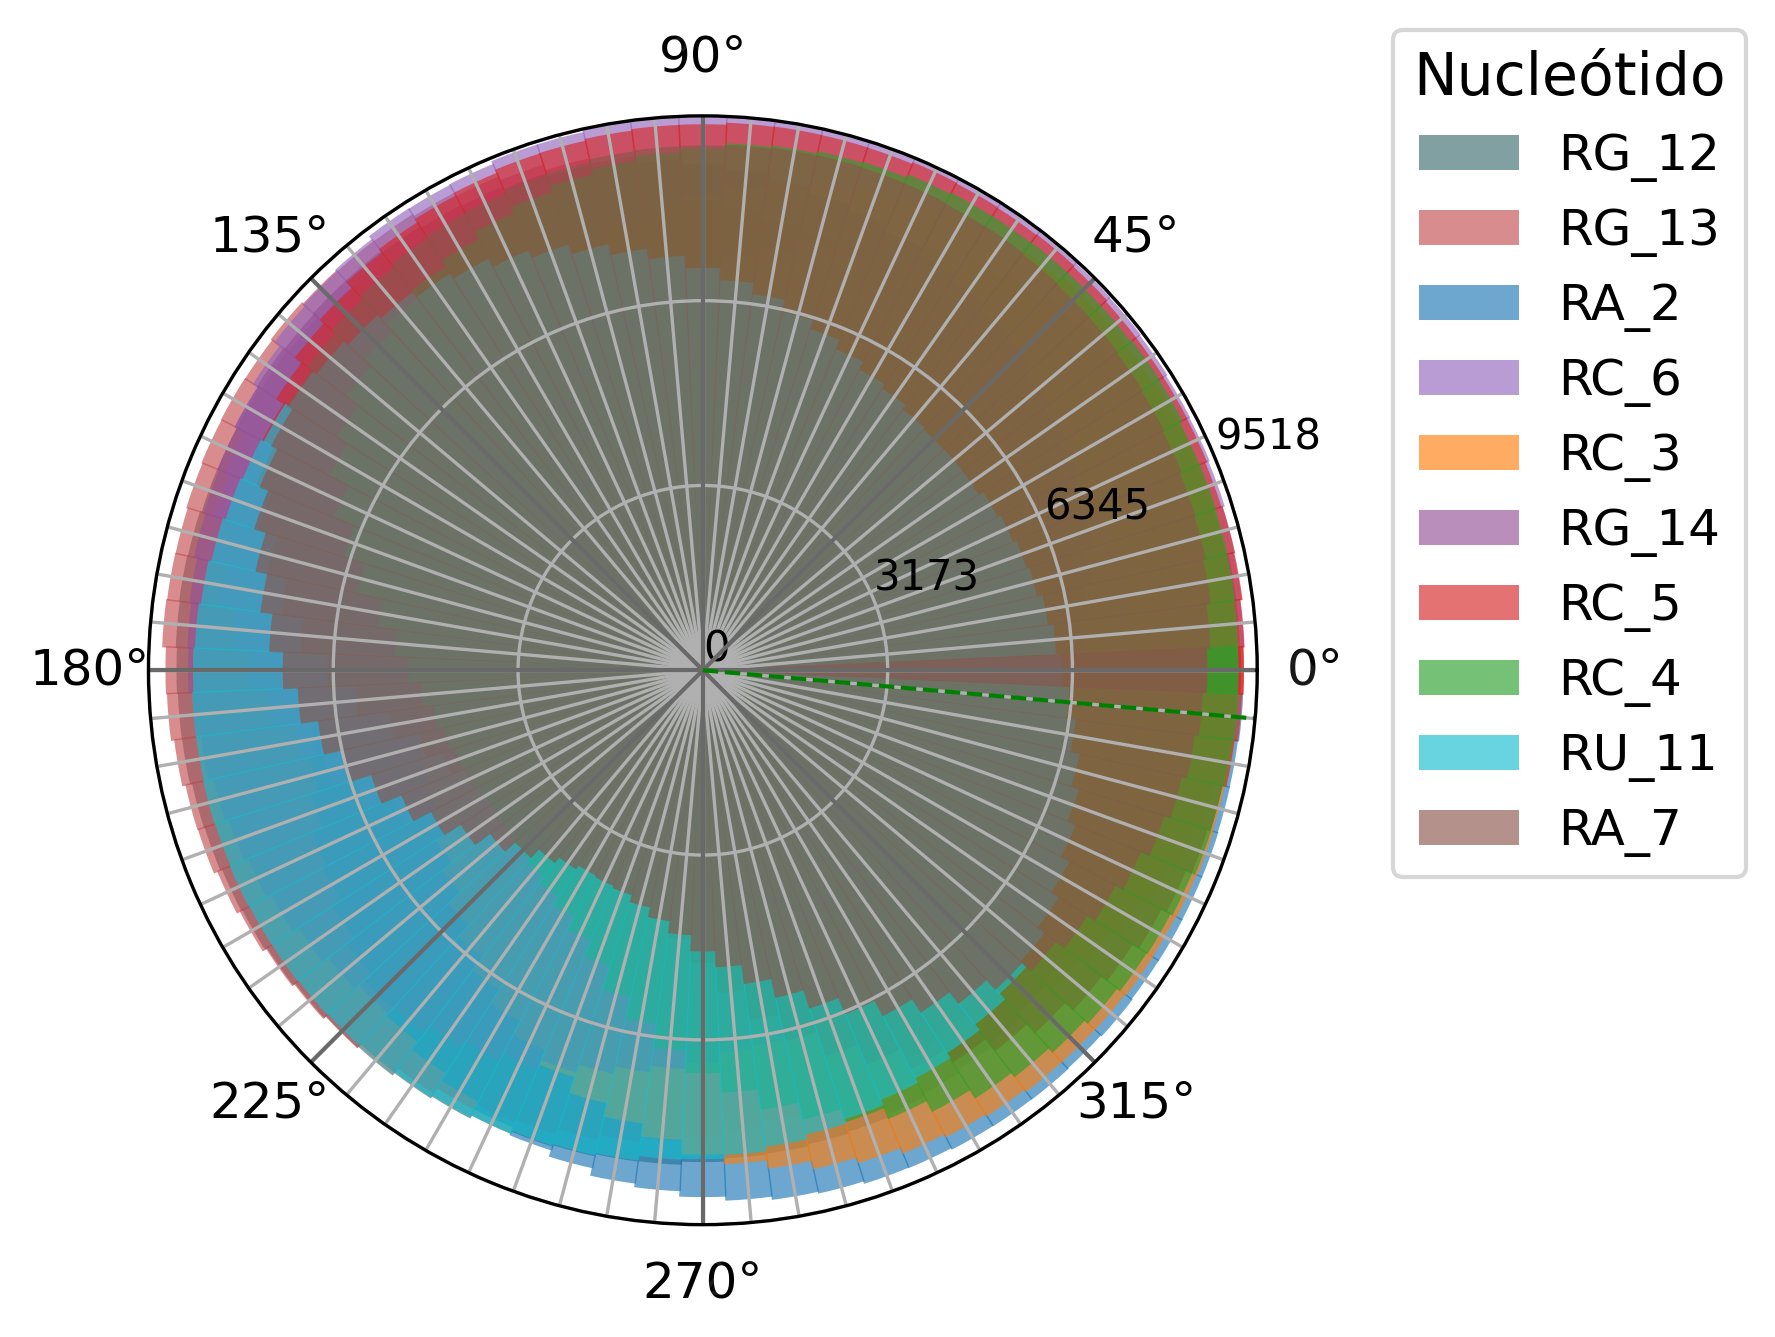 90°
135°
45°
9518
6345
3173
0
180°
0°
225°
315°
270°
Nucleótido
RG_12
RG_13
RA_2
RC_6
RC_3
RG_14
RC_5
RC_4
RU_11
RA_7